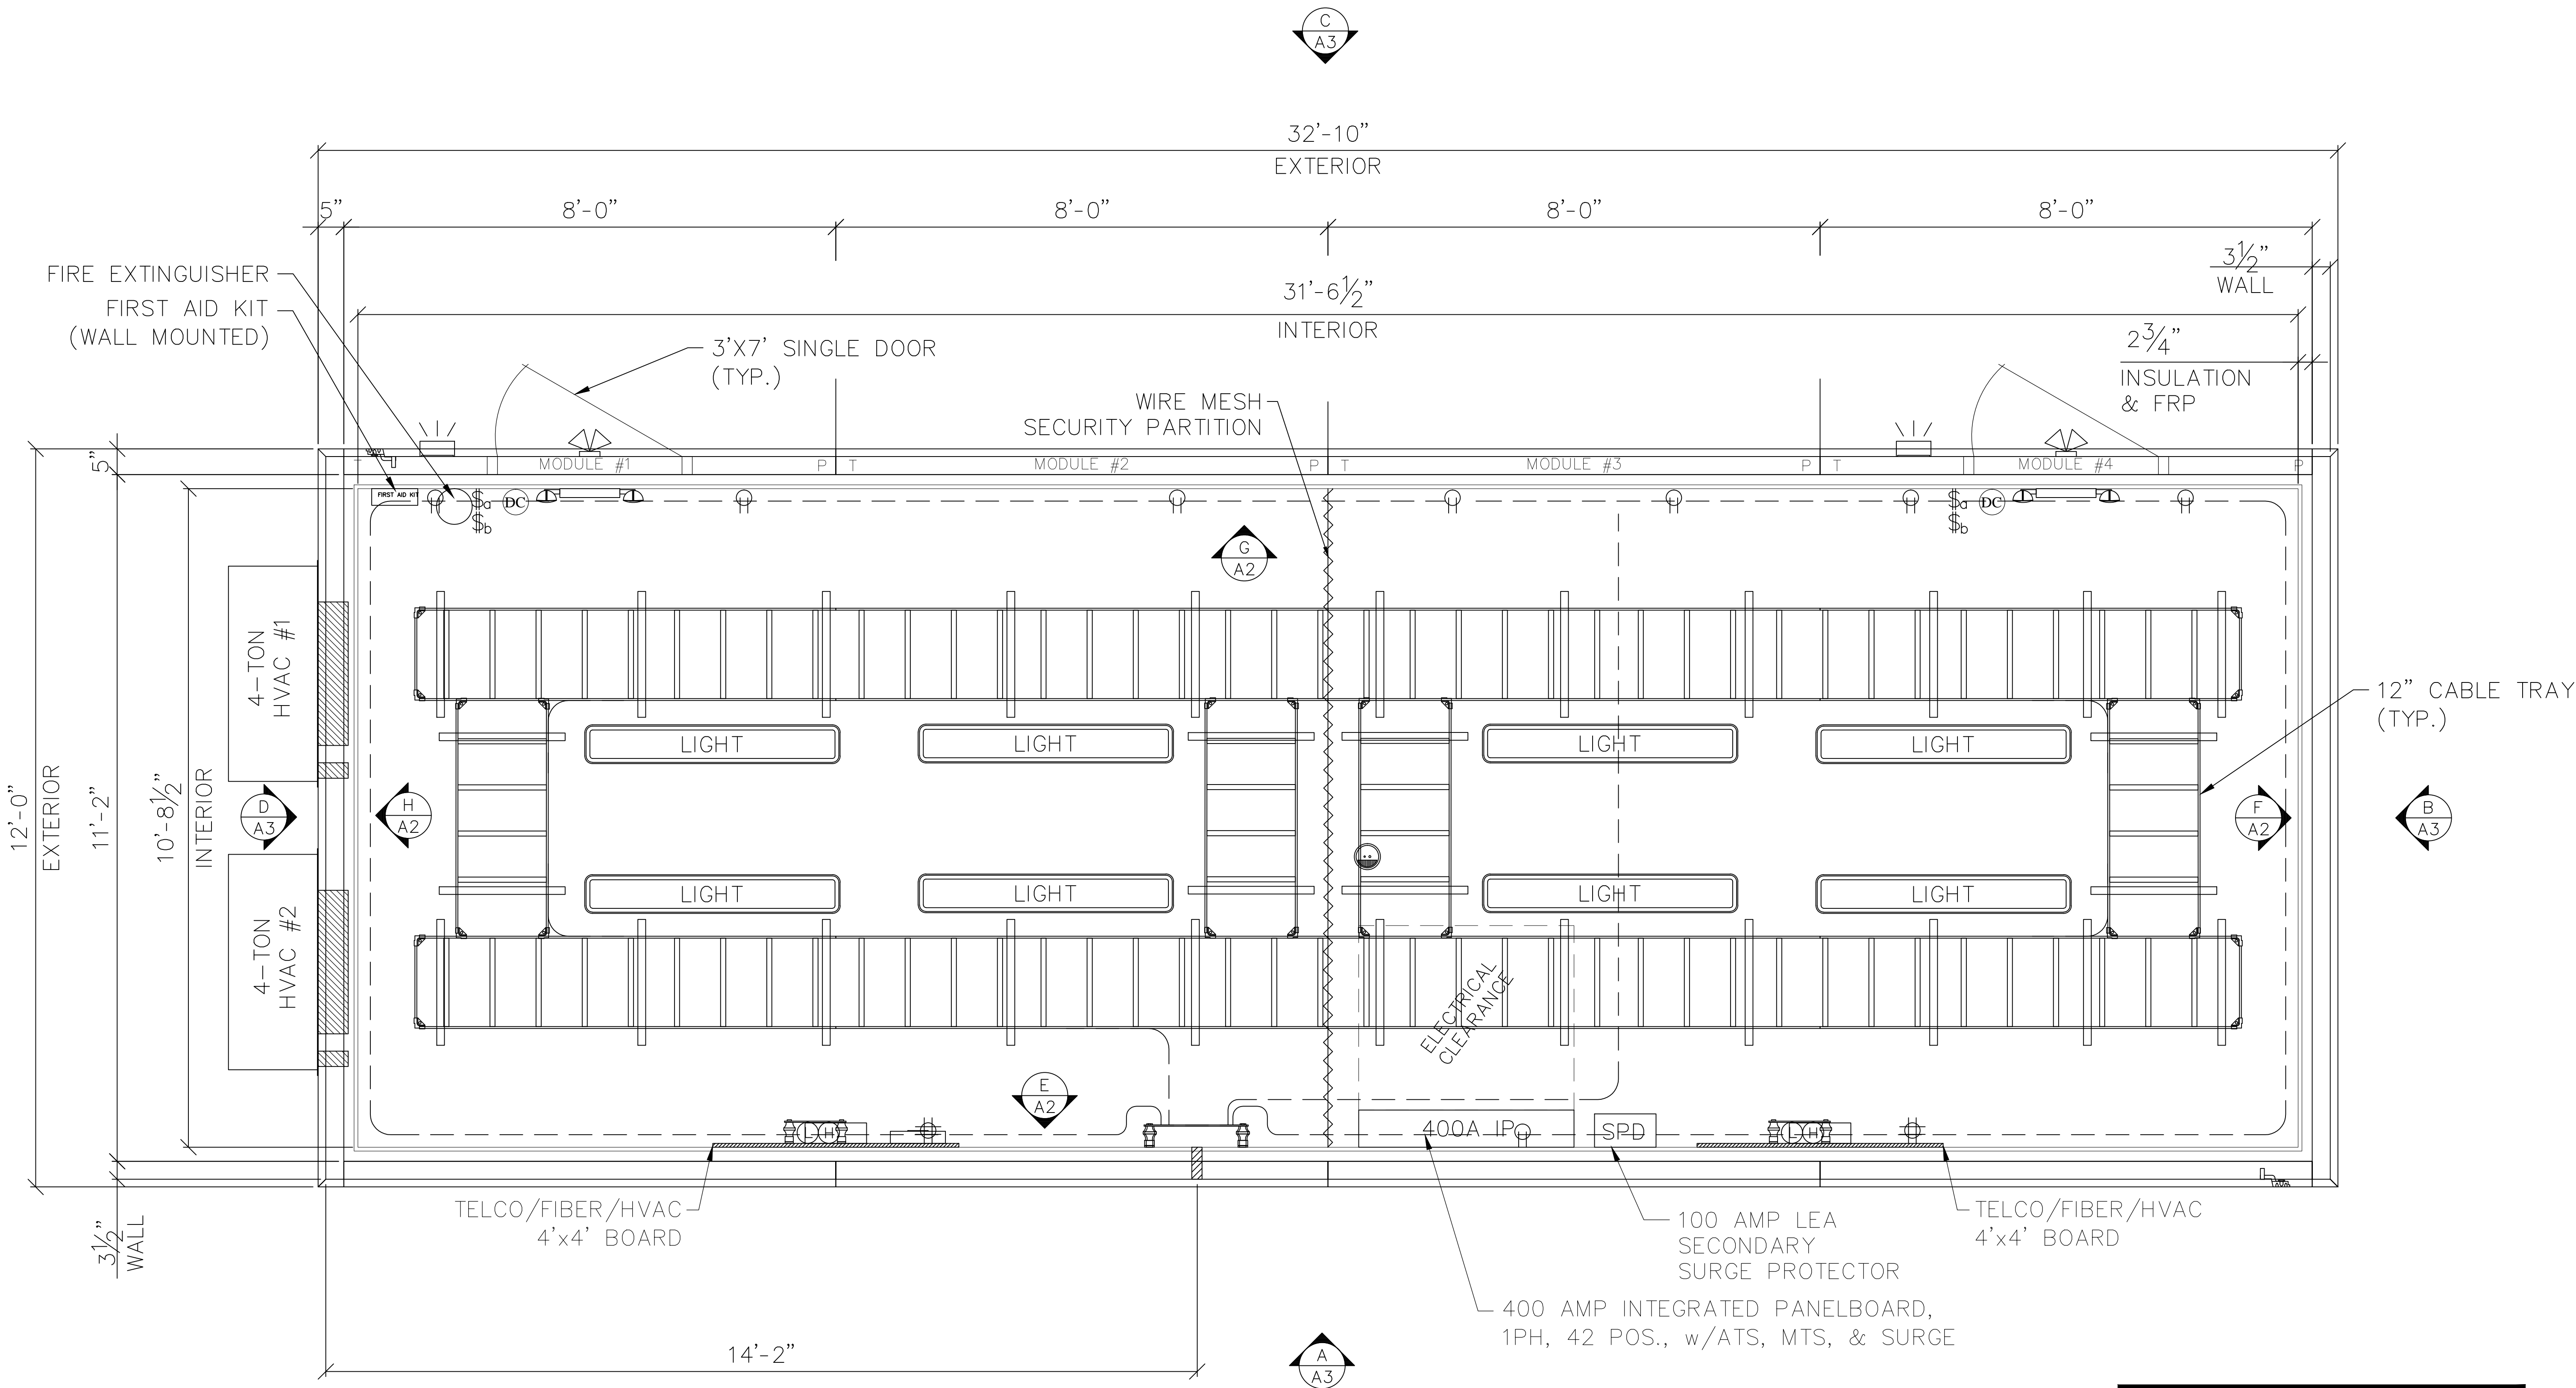 C
A3
32'-10"
EXTERIOR
5"
8'-0"
8'-0"
8'-0"
8'-0"
3½"
WALL
FIRE EXTINGUISHER
FIRST AID KIT
(WALL MOUNTED)
31'-6½"
INTERIOR
3'X7' SINGLE DOOR
(TYP.)
2¾"
INSULATION
& FRP
WIRE MESH
SECURITY PARTITION
5"
T
MODULE #1
P
T
MODULE #2
P
T
MODULE #3
P
T
MODULE #4
P
FIRST AID KIT
$a
$b
DC
$a
$b
DC
G
A2
4-TON
HVAC #1
12" CABLE TRAY
(TYP.)
LIGHT
LIGHT
LIGHT
LIGHT
12'-0"
EXTERIOR
11'-2"
10'-8½"
INTERIOR
D
A3
H
A2
F
A2
B
A3
LIGHT
LIGHT
LIGHT
LIGHT
4-TON
HVAC #2
ELECTRICAL
CLEARANCE
E
A2
L
H
400A IP
SPD
L
H
3½"
WALL
TELCO/FIBER/HVAC
4'x4' BOARD
100 AMP LEA
SECONDARY
SURGE PROTECTOR
TELCO/FIBER/HVAC
4'x4' BOARD
400 AMP INTEGRATED PANELBOARD,
1PH, 42 POS., w/ATS, MTS, & SURGE
14'-2"
A
A3